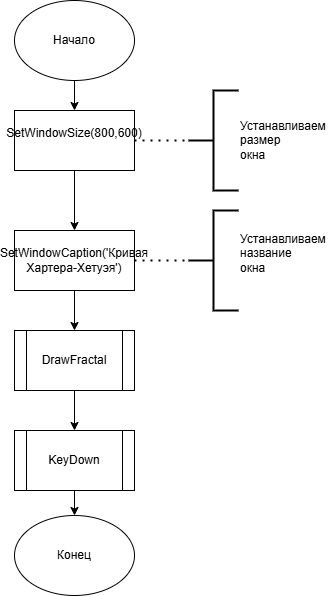 Начало
SetWindowSize(800,600)
Устанавливаем
размер
окна
SetWindowCaption('Кривая
Хартера-Хетуэя')
Устанавливаем
название
окна
DrawFractal
KeyDown
Конец